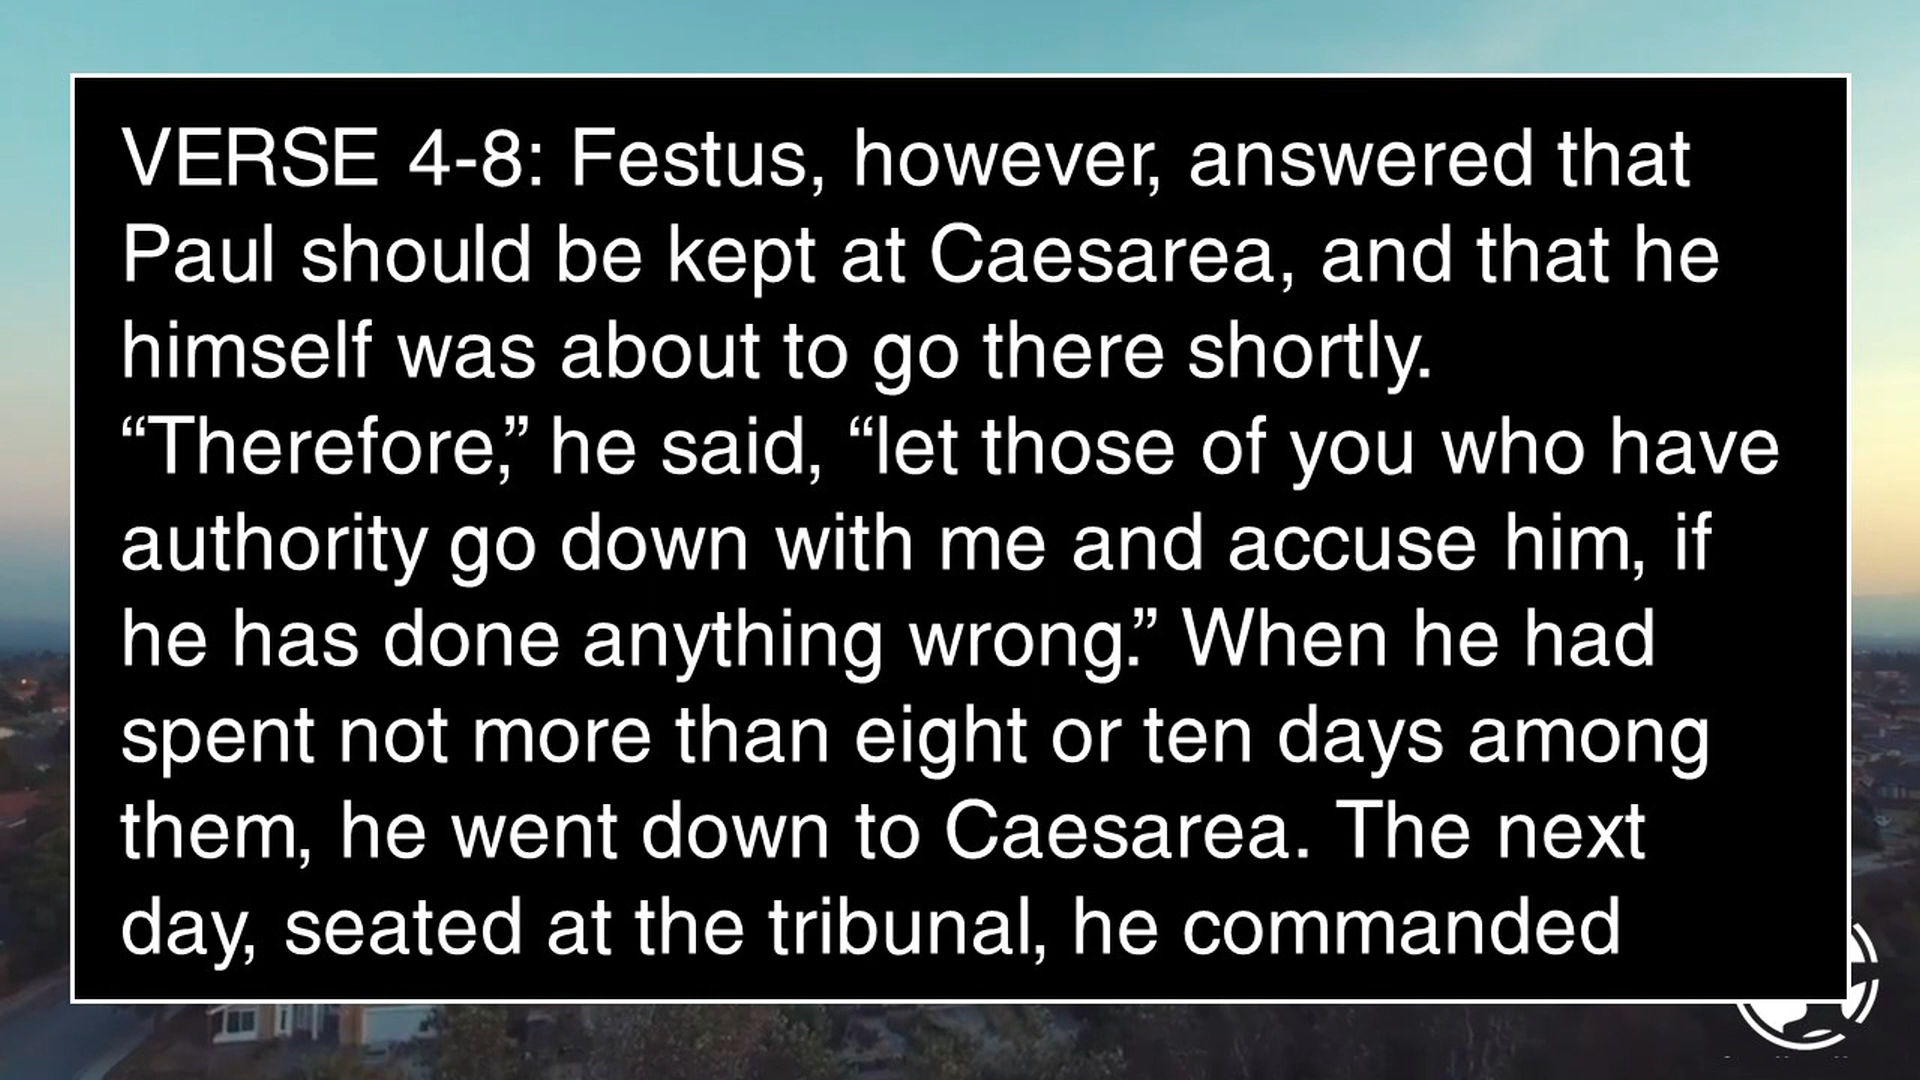 VERSE 4-8: Festus, however, answered that
Paul should be kept at Caesarea, and that he
himself was about to go there shortly.
“Therefore,” he said, “let those of you who have
authority go down with me and accuse him, if
he has done anything wrong.” When he had
spent not more than eight or ten days among
them, he went down to Caesarea. The next
day, seated at the tribunal, he commanded